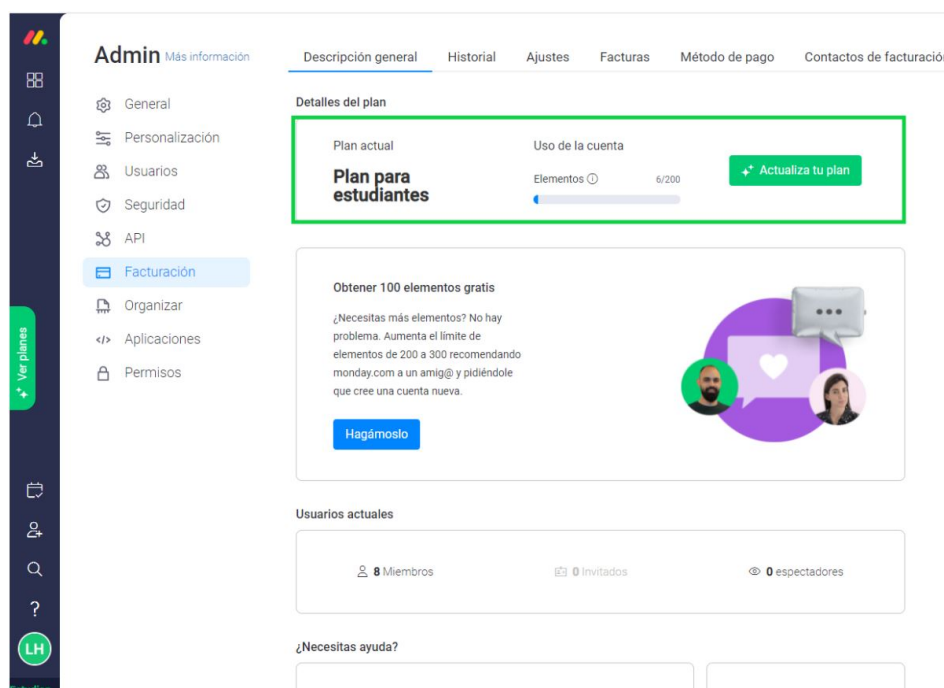 Admin Más información
Descripción general Historial Ajustes Facturas Método de pago Contactos de facturación
General
Personalización
Usuarios
Seguridad
API
Facturación
Organizar
Aplicaciones
Permisos
Ver planes
LH
Detalles del plan
Plan actual
Plan para
estudiantes
Uso de la cuenta
Elementos 6/200
Actualiza tu plan
Obtener 100 elementos gratis
¿Necesitas más elementos? No hay
problema. Aumenta el límite de
elementos de 200 a 300 recomendando
monday.com a un amig@ y pidiéndole
que cree una cuenta nueva.
Hagámoslo
Usuarios actuales
8 Miembros 0 Invitados 0 espectadores
¿Necesitas ayuda?